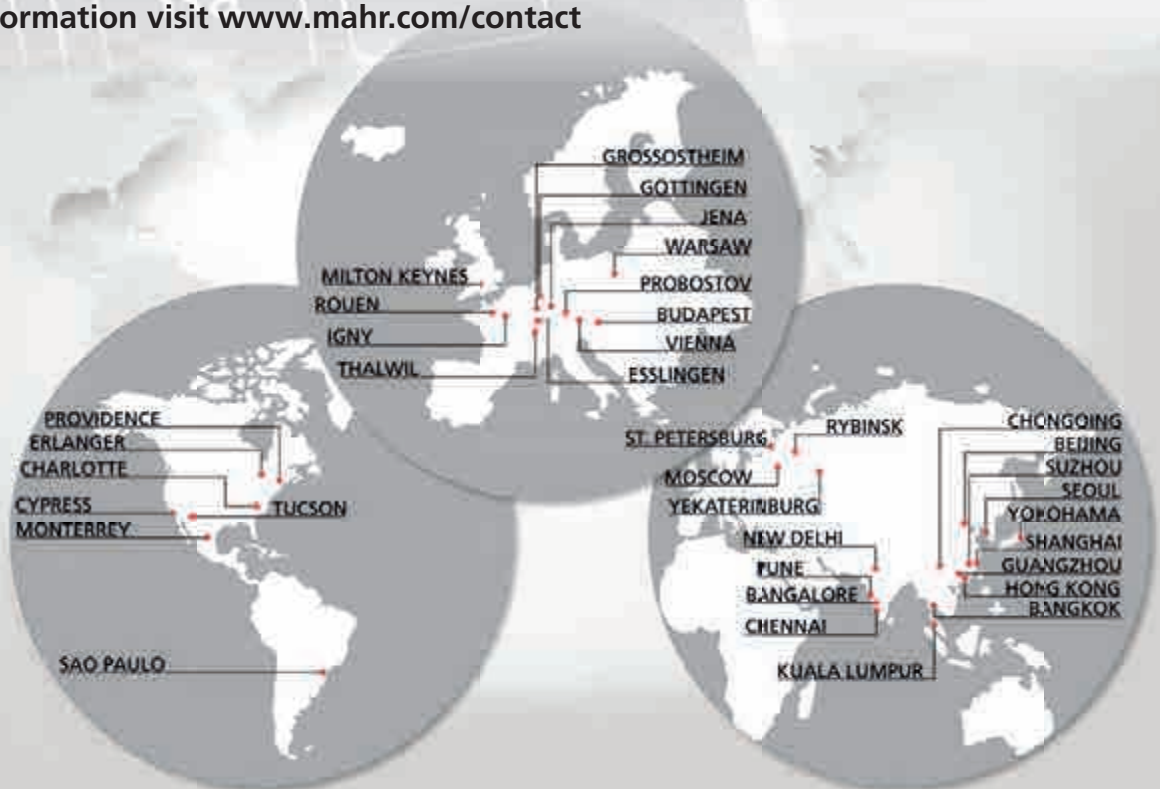 ormation visit www.mahr.com/contact
GROSSOSTHEIM
GÖTTINGEN
JENA
WARSAW
MILTON KEYNES
PROBOSTOV
ROUEN
BUDAPEST
IGNY
VIENNA
THALWIL
ESSLINGEN
PROVIDENCE
ERLANGER
CHARLOTTE
CYPRESS
TUCSON
MONTERREY
SAO PAULO
ST. PETERSBURG
RYBINSK
CHONGOING
BEIJING
MOSCOW
SUZHOU
YEKATERINBURG
SEOUL
YOKOHAMA
NEW DELHI
SHANGHAI
PUNE
GUANGZHOU
BANGALORE
HONG KONG
BANGKOK
CHENNAI
KUALA LUMPUR